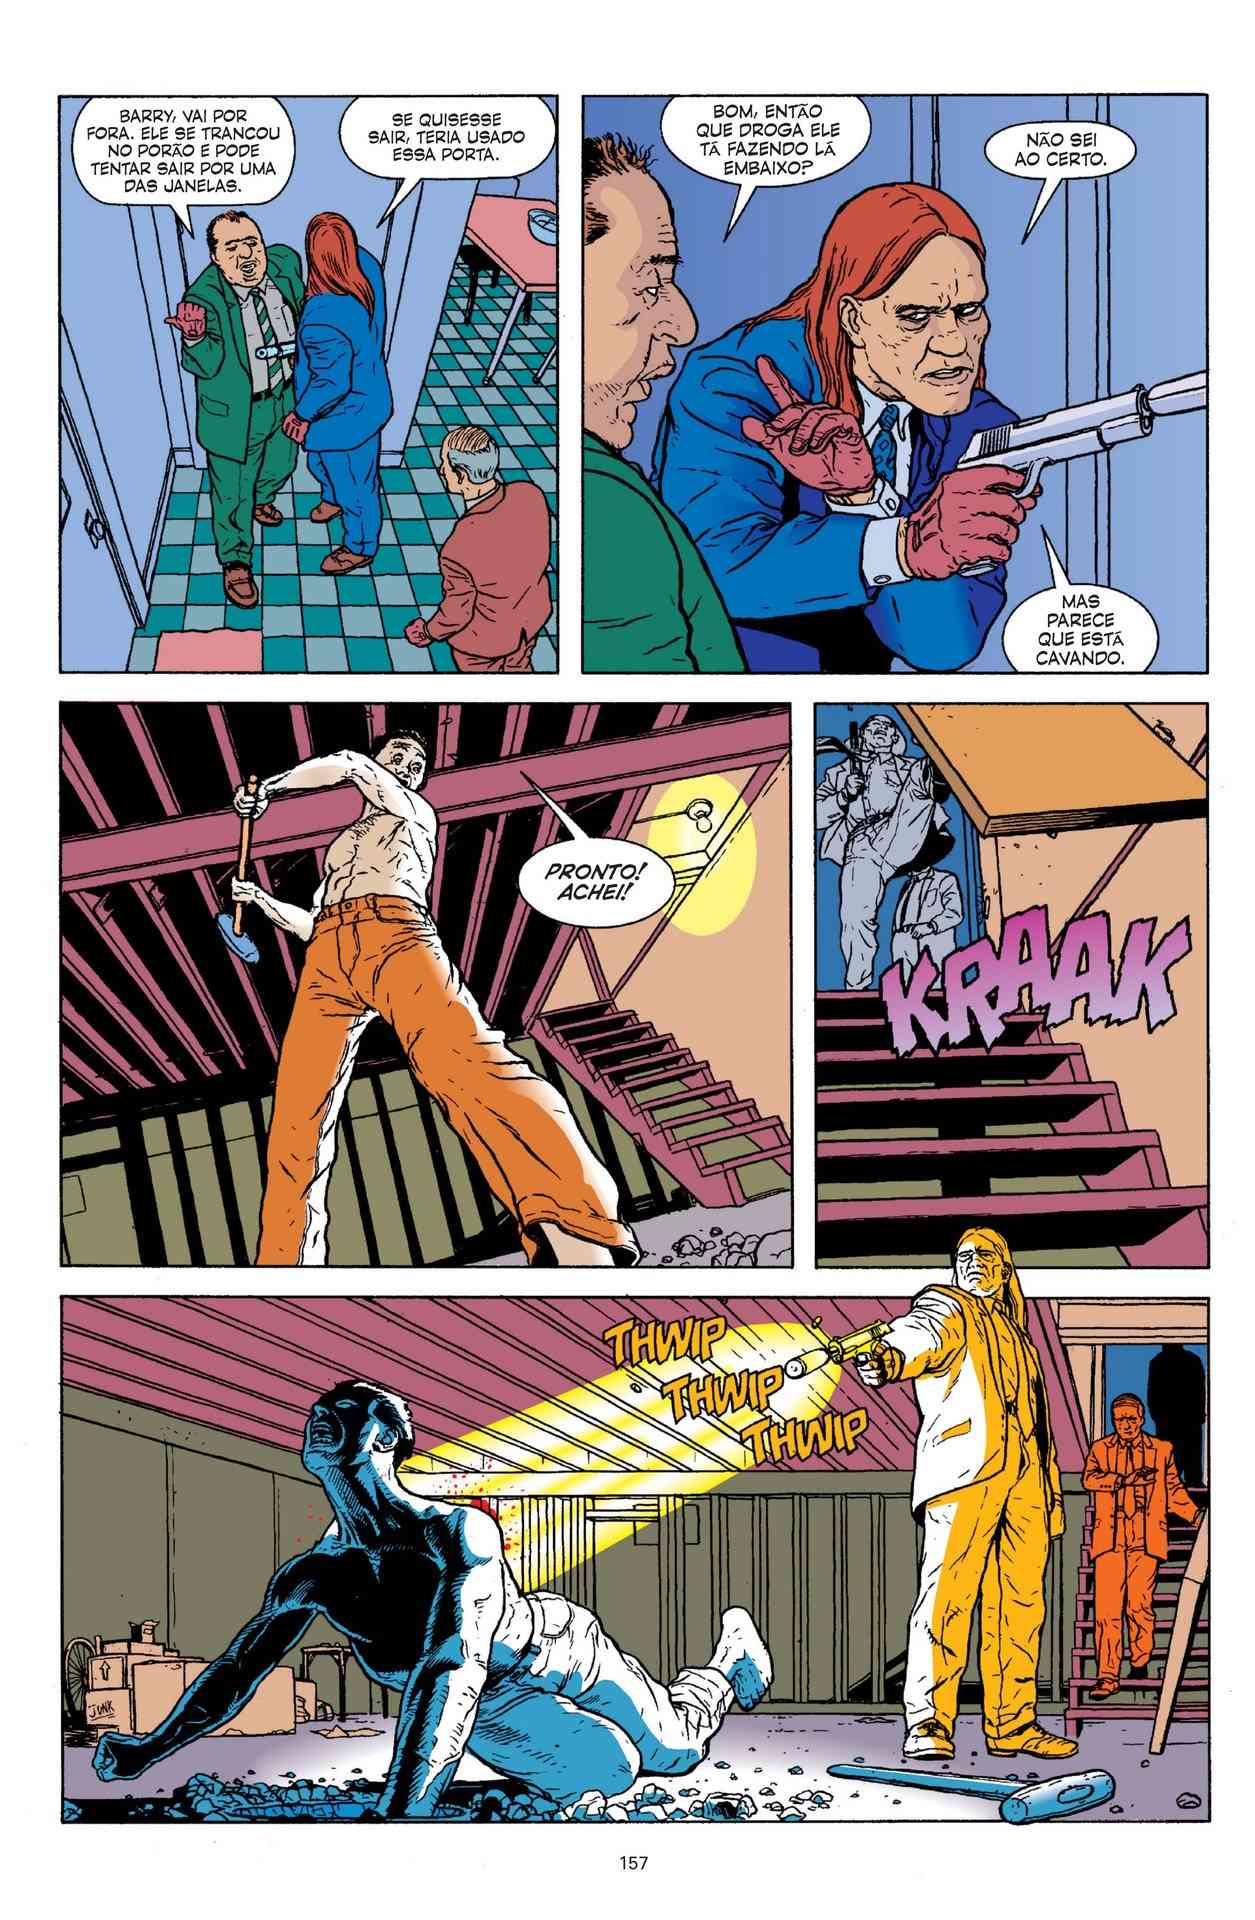 BARRY, VAI POR
FORA. ELE SE TRANCOU
NO PORÃO E PODE
TENTAR SAIR POR UMA
DAS JANELAS.
SE QUISESSE
SAIR, TERIA USADO
ESSA PORTA.
BOM, ENTÃO
QUE DROGA ELE
TÁ FAZENDO LÁ
EMBAIXO?
NÃO SEI
AO CERTO.
MAS
PARECE
QUE ESTÁ
CAVANDO.
PRONTO!
ACHEI!
KRAAAK
THWIP
THWIP
THWIP
JUNK
157